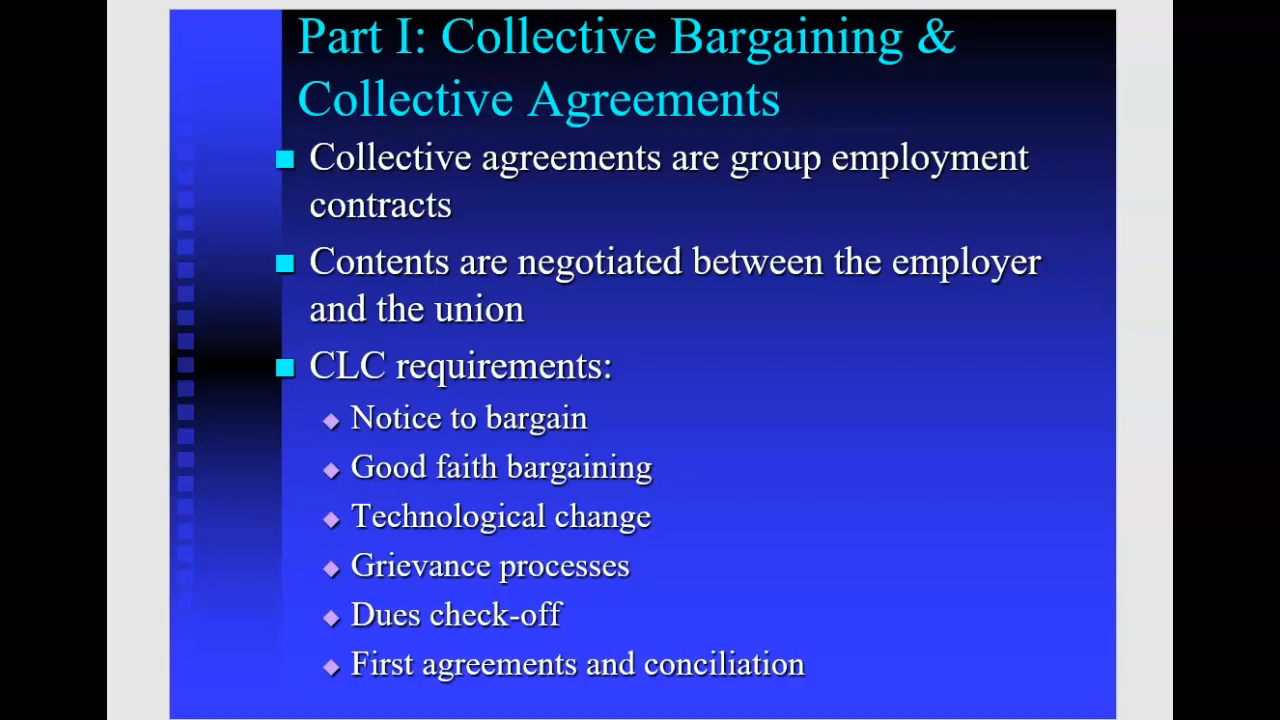 Part I: Collective Bargaining &
Collective Agreements
Collective agreements are group employment
contracts
Contents are negotiated between the employer
and the union
CLC requirements:
Notice to bargain
Good faith bargaining
Technological change
Grievance processes
Dues check-off
First agreements and conciliation